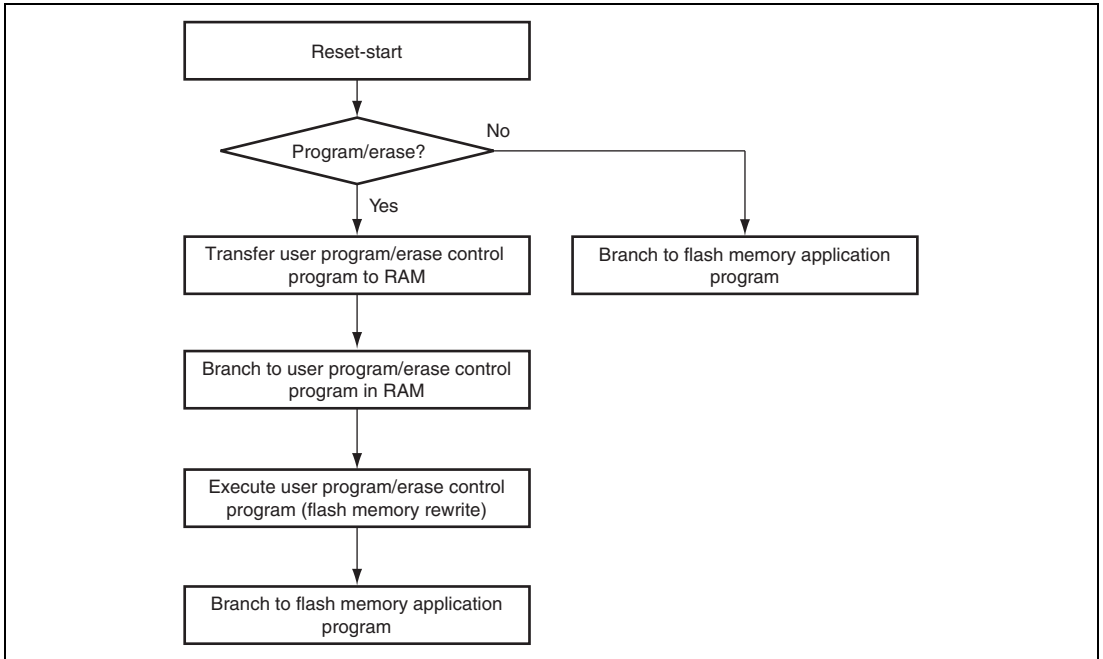 Reset-start
No
Program/erase?
Yes
Transfer user program/erase control
program to RAM
Branch to flash memory application
program
Branch to user program/erase control
program in RAM
Execute user program/erase control
program (flash memory rewrite)
Branch to flash memory application
program